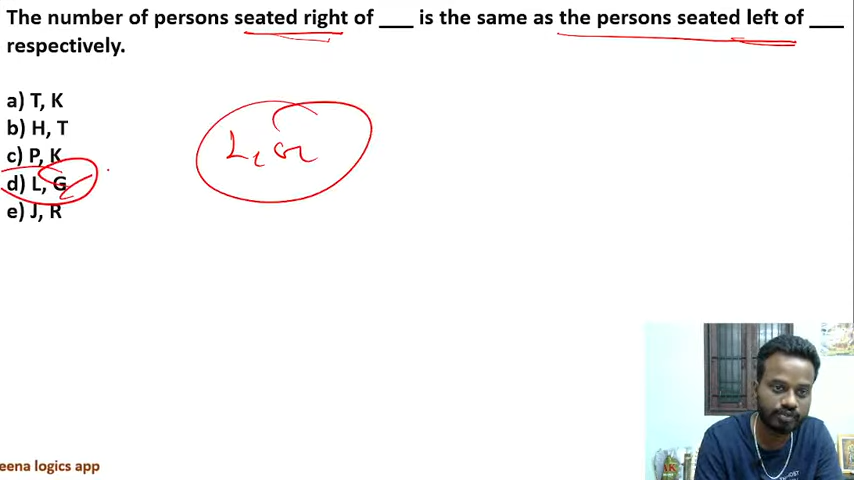 The number of persons seated right of ___ is the same as the persons seated left of ___
respectively.
a) T, K
b) H, T
c) P, K
d) L, G
e) J, R
L, G
eena logics app